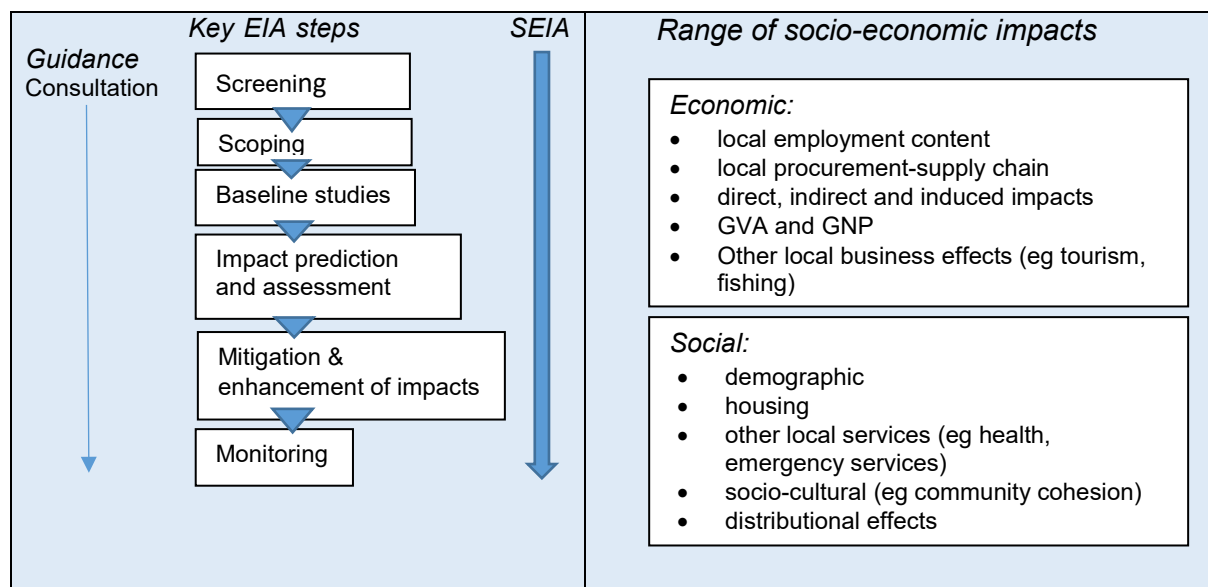 Key EIA steps
SEIA
Guidance
Consultation
Screening
Scoping
Baseline studies
Impact prediction
and assessment
Mitigation &
enhancement of impacts
Monitoring
Range of socio-economic impacts
Economic:
• local employment content
• local procurement-supply chain
• direct, indirect and induced impacts
• GVA and GNP
• Other local business effects (eg tourism,
fishing)
Social:
• demographic
• housing
• other local services (eg health,
emergency services)
• socio-cultural (eg community cohesion)
• distributional effects